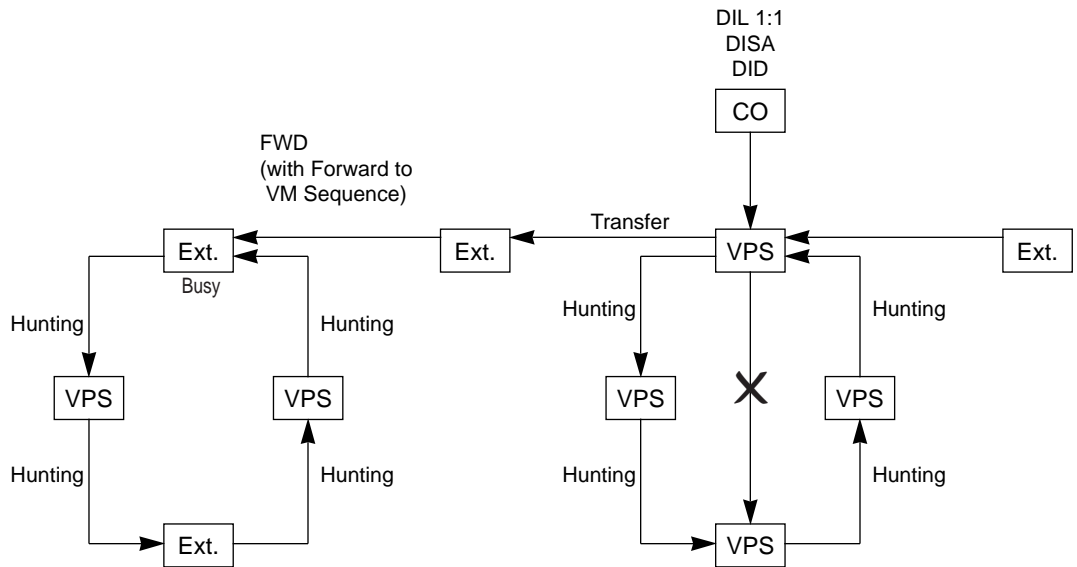 DIL 1:1
DISA
DID
CO
FWD
(with Forward to
VM Sequence)
Transfer
Ext.
Ext.
VPS
Ext.
Busy
Hunting
Hunting
Hunting
Hunting
VPS
VPS
VPS
VPS
Hunting
Hunting
Hunting
Hunting
Ext.
VPS